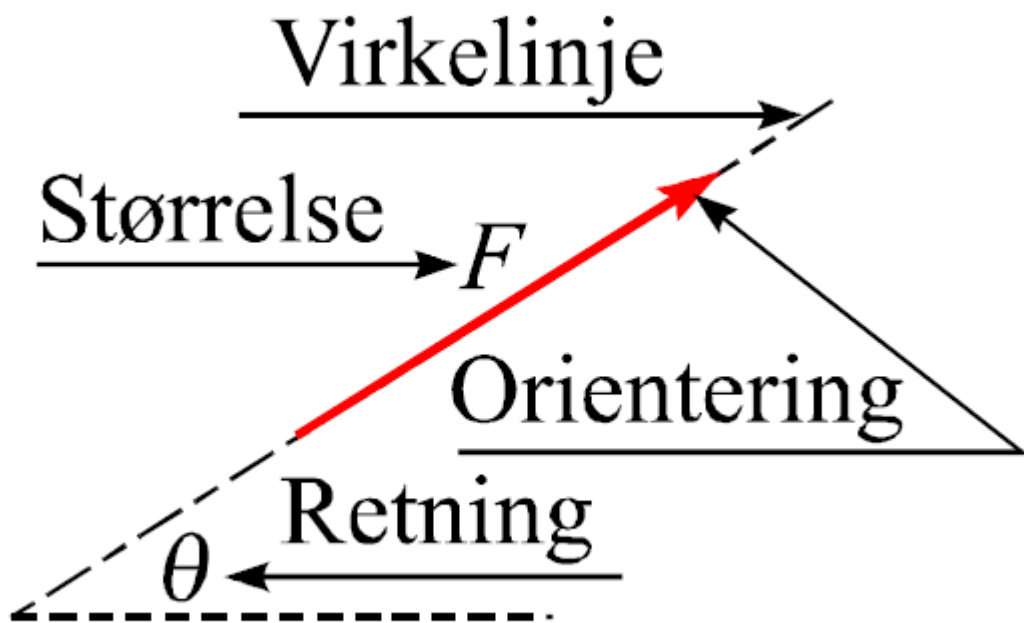 Virkelinje
Størrelse
F
Orientering
Retning
θ